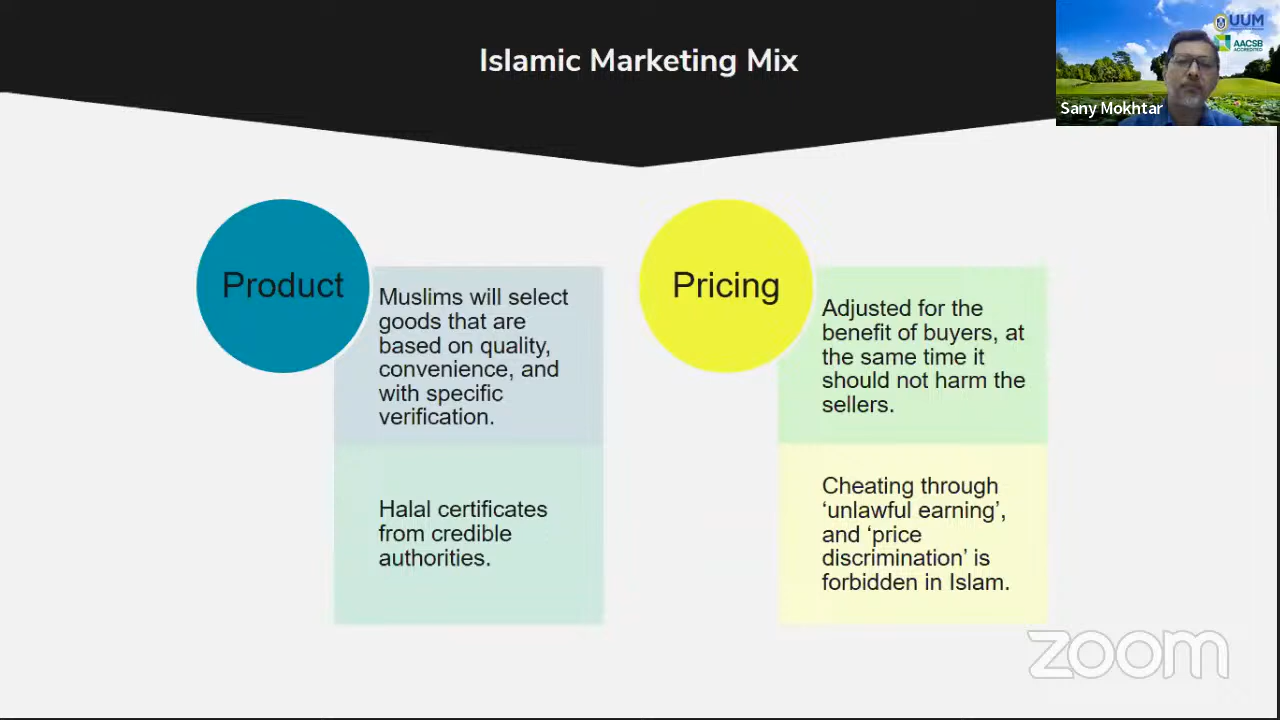 Islamic Marketing Mix
UUM
AACSB
ACCREDITED
Sany Mokhtar
Product
Muslims will select
goods that are
based on quality,
convenience, and
with specific
verification.
Halal certificates
from credible
authorities.
Pricing
Adjusted for the
benefit of buyers, at
the same time it
should not harm the
sellers.
Cheating through
‘unlawful earning’,
and ‘price
discrimination’ is
forbidden in Islam.
zoom